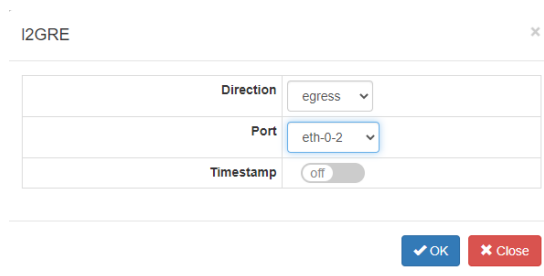 l2GRE ×
Direction egress
Port eth-0-2
Timestamp off
OK Close